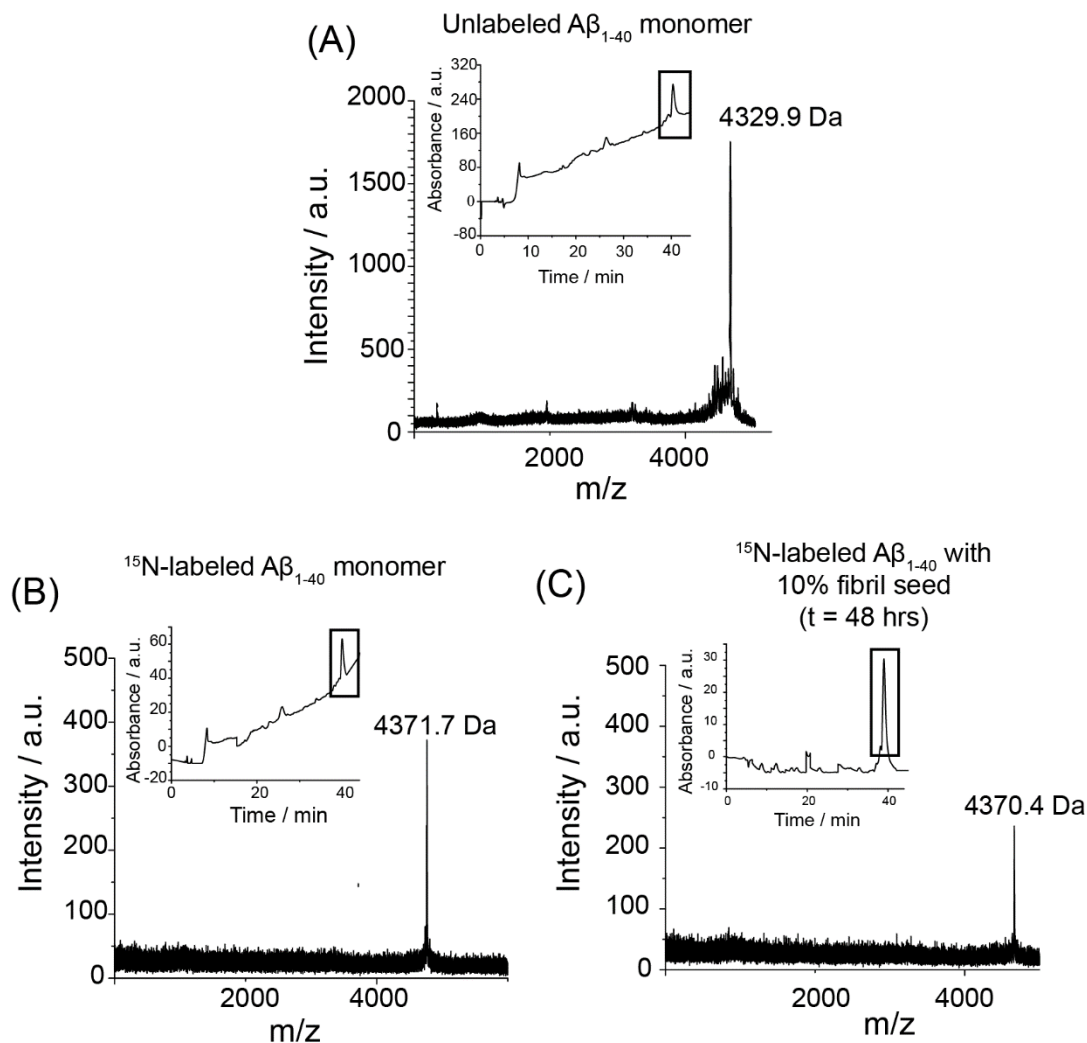 (A)
Unlabeled Aβ1-40 monomer
4329.9 Da
Intensity / a.u.
2000
1500
1000
500
0
2000 4000
m/z
Absorbance / a.u.
320
240
160
80
0
-80
0 10 20 30 40
Time / min
(B)
15N-labeled Aβ1-40 monomer
4371.7 Da
Intensity / a.u.
500
400
300
200
100
0
2000 4000
m/z
Absorbance / a.u.
60
40
20
0
-20
0 20 40
Time / min
(C)
15N-labeled Aβ1-40 with
10% fibril seed
(t = 48 hrs)
4370.4 Da
Intensity / a.u.
500
400
300
200
100
0
2000 4000
m/z
Absorbance / a.u.
30
20
10
0
-10
0 20 40
Time / min